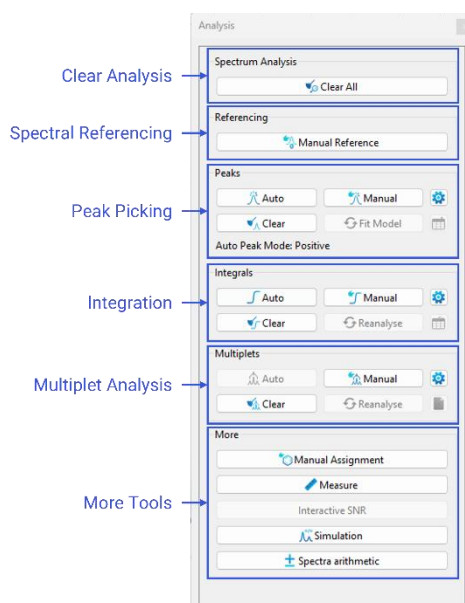 Analysis
Clear Analysis
Spectrum Analysis
Clear All
Spectral Referencing
Referencing
Manual Reference
Peak Picking
Peaks
Auto Manual
Clear Fit Model
Auto Peak Mode: Positive
Integration
Integrals
Auto Manual
Clear Reanalyse
Multiplet Analysis
Multiplets
Auto Manual
Clear Reanalyse
More Tools
More
Manual Assignment
Measure
Interactive SNR
Simulation
Spectra arithmetic